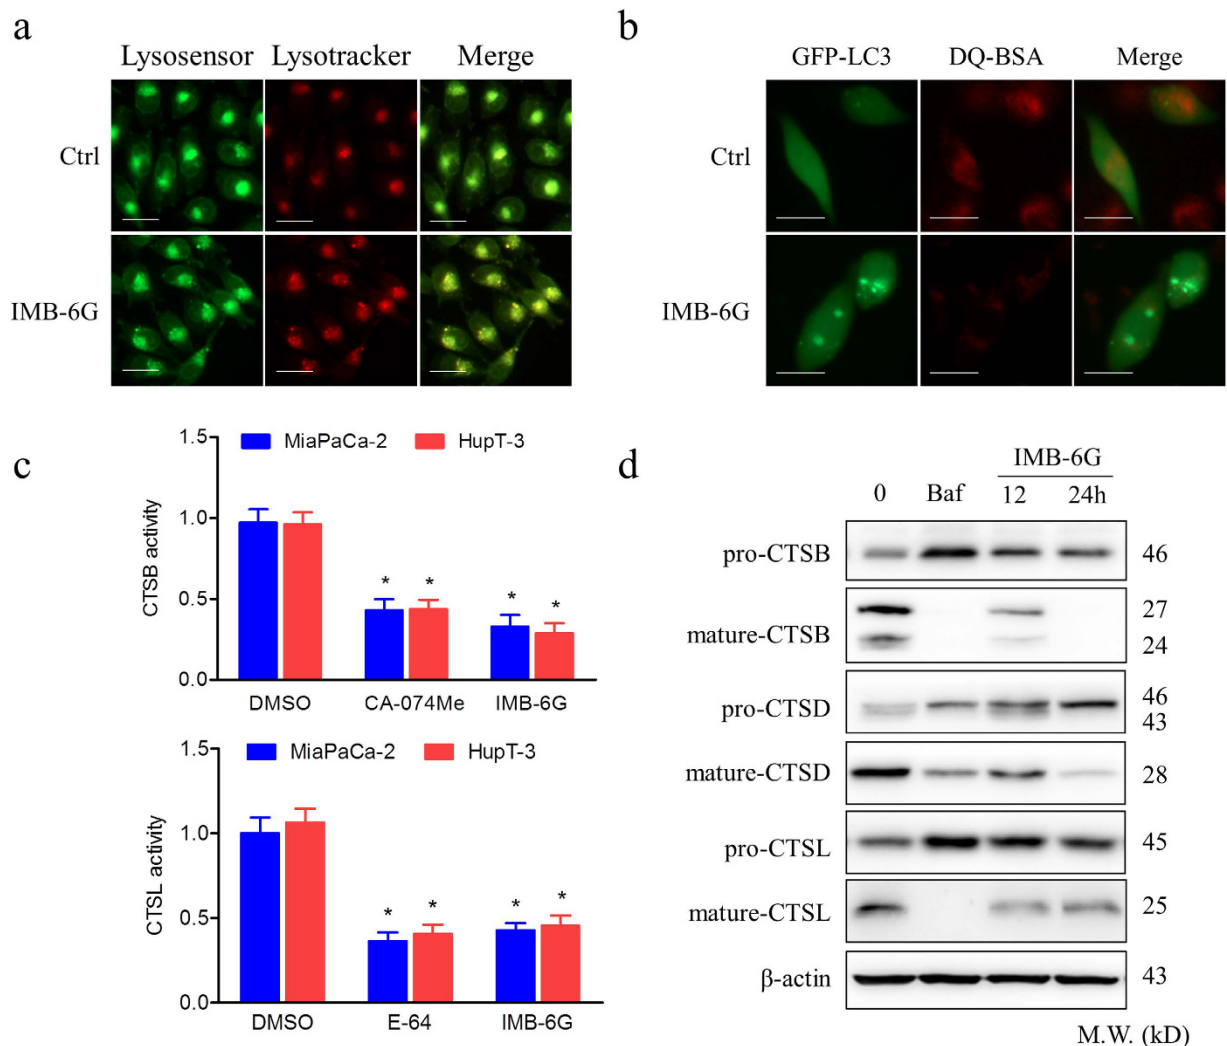 a
Lysosensor Lysotracker Merge
Ctrl
IMB-6G
b
GFP-LC3 DQ-BSA Merge
Ctrl
IMB-6G
c
MiaPaCa-2 HupT-3
CTSB activity
1.5
1.0
0.5
0.0
* * * *
DMSO CA-074Me IMB-6G
MiaPaCa-2 HupT-3
CTSL activity
1.5
1.0
0.5
0.0
* * * *
DMSO E-64 IMB-6G
d
IMB-6G
0 Baf 12 24h
pro-CTSB 46
mature-CTSB 27
24
pro-CTSD 46
43
mature-CTSD 28
pro-CTSL 45
mature-CTSL 25
β-actin 43
M.W. (kD)